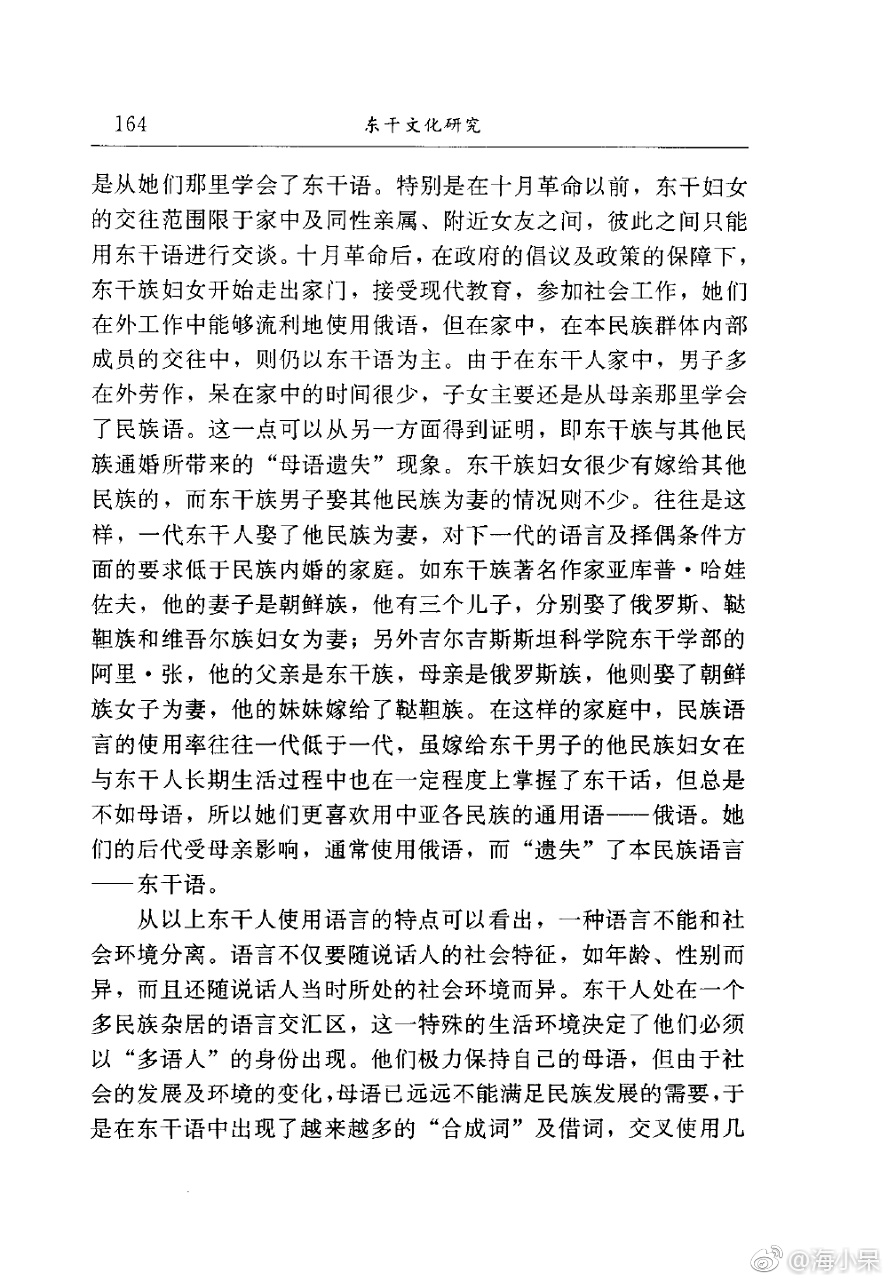 164 东干文化研究
是从她们那里学会了东干语。特别是在十月革命以前，东干妇女
的交往范围限于家中及同性亲属、附近女友之间，彼此之间只能
用东干语进行交谈。十月革命后，在政府的倡议及政策的保障下，
东干族妇女开始走出家门，接受现代教育，参加社会工作，她们
在外工作中能够流利地使用俄语，但在家中，在本民族群体内部
成员的交往中，则仍以东干语为主。由于在东干人家中，男子多
在外劳作，呆在家中的时间很少，子女主要还是从母亲那里学会
了民族语。这一点可以从另一方面得到证明，即东干族与其他民
族通婚所带来的“母语遗失”现象。东干族妇女很少有嫁给其他
民族的，而东干族男子娶其他民族为妻的情况则不少。往往是这
样，一代东干人娶了他民族为妻，对下一代的语言及择偶条件方
面的要求低于民族内婚的家庭。如东干族著名作家亚库普·哈娃
佐夫，他的妻子是朝鲜族，他有三个儿子，分别娶了俄罗斯、鞑
靼族和维吾尔族妇女为妻；另外吉尔吉斯斯坦科学院东干学部的
阿里·张，他的父亲是东干族，母亲是俄罗斯族，他则娶了朝鲜
族女子为妻，他的妹妹嫁给了鞑靼族。在这样的家庭中，民族语
言的使用率往往一代低于一代，虽嫁给东干男子的他民族妇女在
与东干人长期生活过程中也在一定程度上掌握了东干话，但总是
不如母语，所以她们更喜欢用中亚各民族的通用语——俄语。她
们的后代受母亲影响，通常使用俄语，而“遗失”了本民族语言
——东干语。
从以上东干人使用语言的特点可以看出，一种语言不能和社
会环境分离。语言不仅要随说话人的社会特征，如年龄、性别而
异，而且还随说话人当时所处的社会环境而异。东干人处在一个
多民族杂居的语言交汇区，这一特殊的生活环境决定了他们必须
以“多语人”的身份出现。他们极力保持自己的母语，但由于社
会的发展及环境的变化，母语已远远不能满足民族发展的需要，于
是在东干语中出现了越来越多的“合成词”及借词，交叉使用几
@海小呆